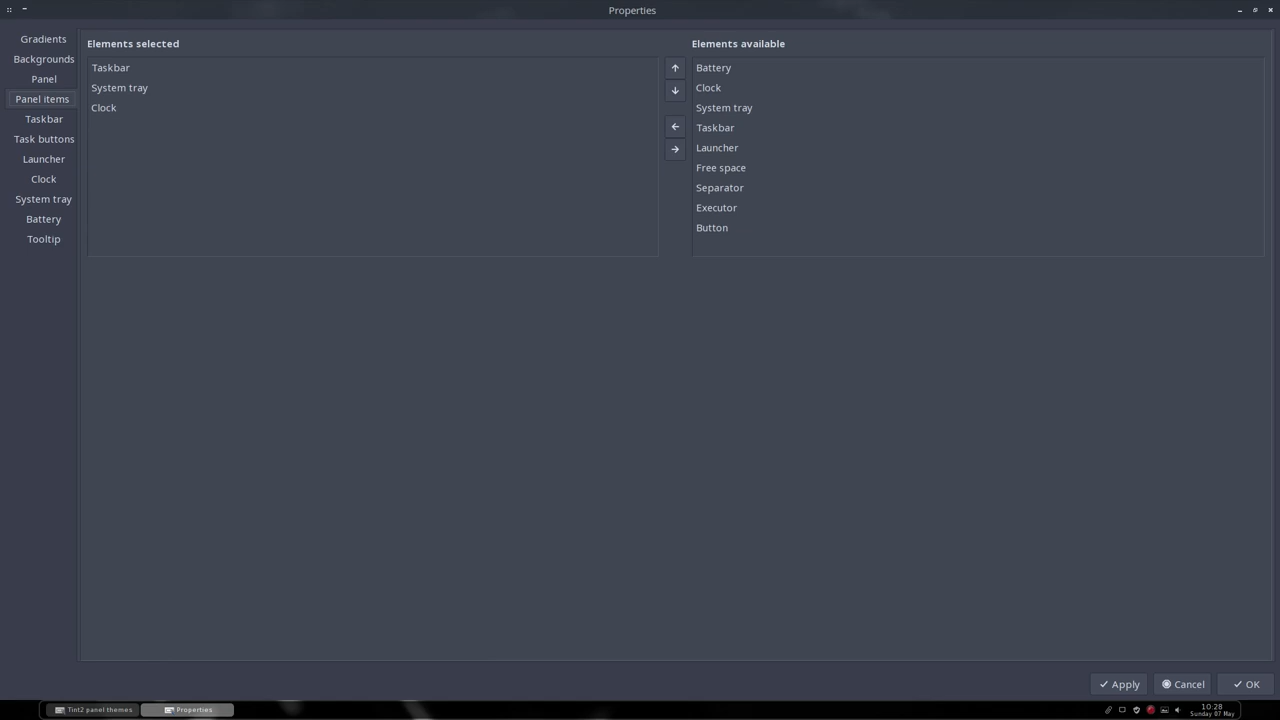 Properties
Gradients
Backgrounds
Panel
Panel items
Taskbar
Task buttons
Launcher
Clock
System tray
Battery
Tooltip
Elements selected
Taskbar
System tray
Clock
Elements available
Battery
Clock
System tray
Taskbar
Launcher
Free space
Separator
Executor
Button
Apply
Cancel
OK
Tint2 panel themes
Properties
10:28
Sunday 07 May